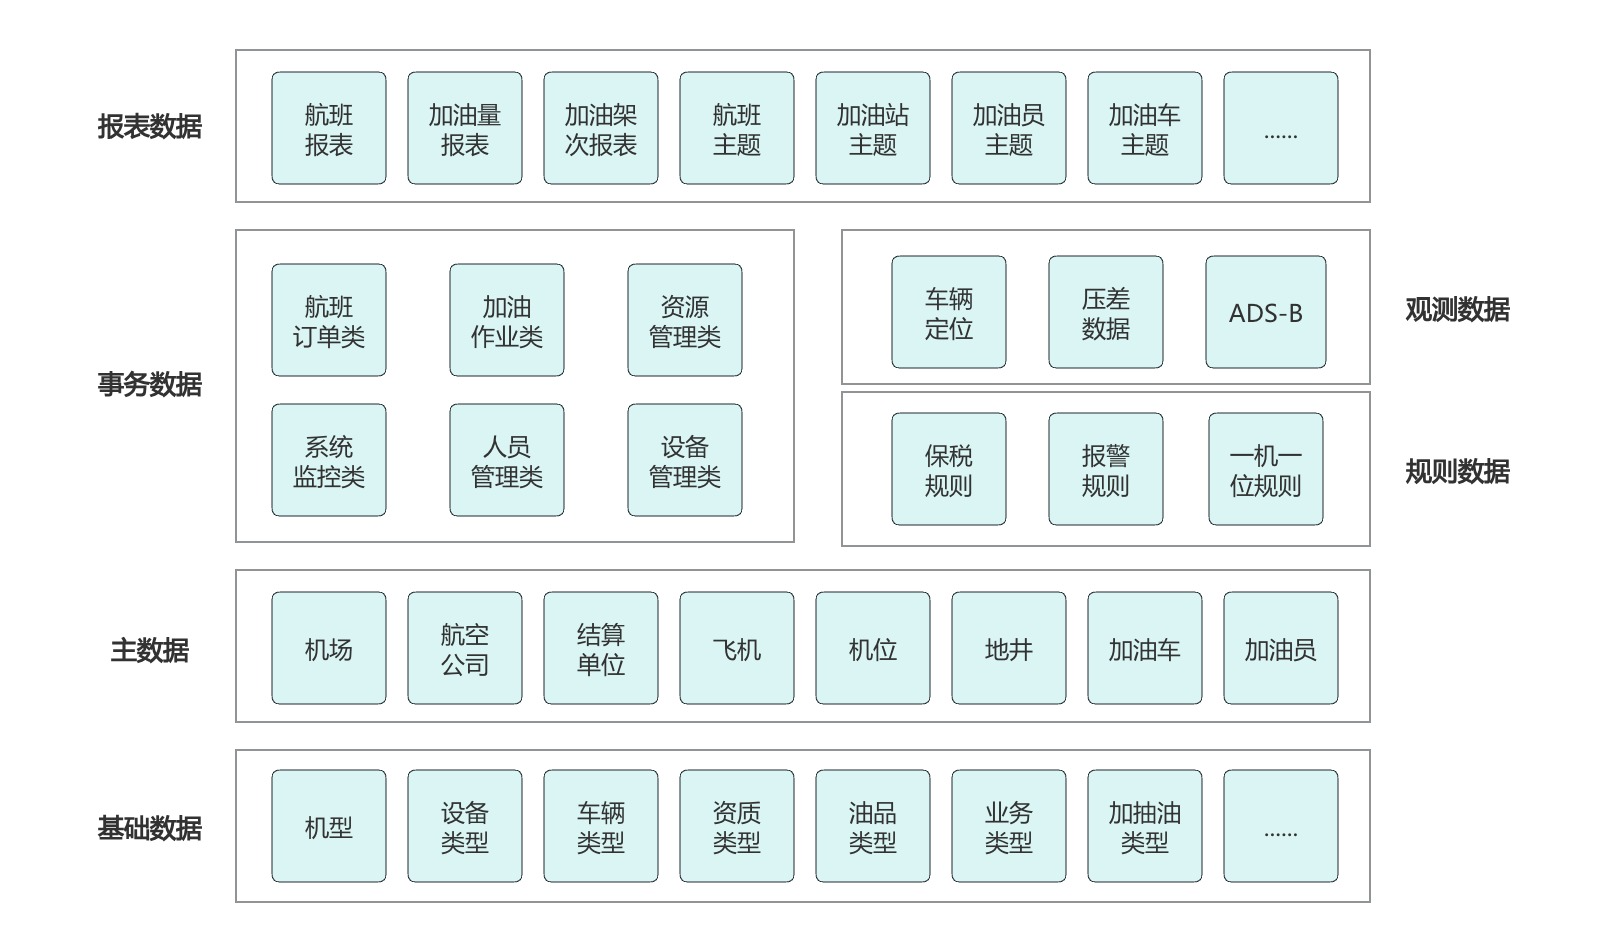 报表数据
航班
报表
加油量
报表
加油架
次报表
航班
主题
加油站
主题
加油员
主题
加油车
主题
......
事务数据
航班
订单类
加油
作业类
资源
管理类
系统
监控类
人员
管理类
设备
管理类
车辆
定位
压差
数据
ADS-B
观测数据
保税
规则
报警
规则
一机一
位规则
规则数据
主数据
机场
航空
公司
结算
单位
飞机
机位
地井
加油车
加油员
基础数据
机型
设备
类型
车辆
类型
资质
类型
油品
类型
业务
类型
加抽油
类型
......